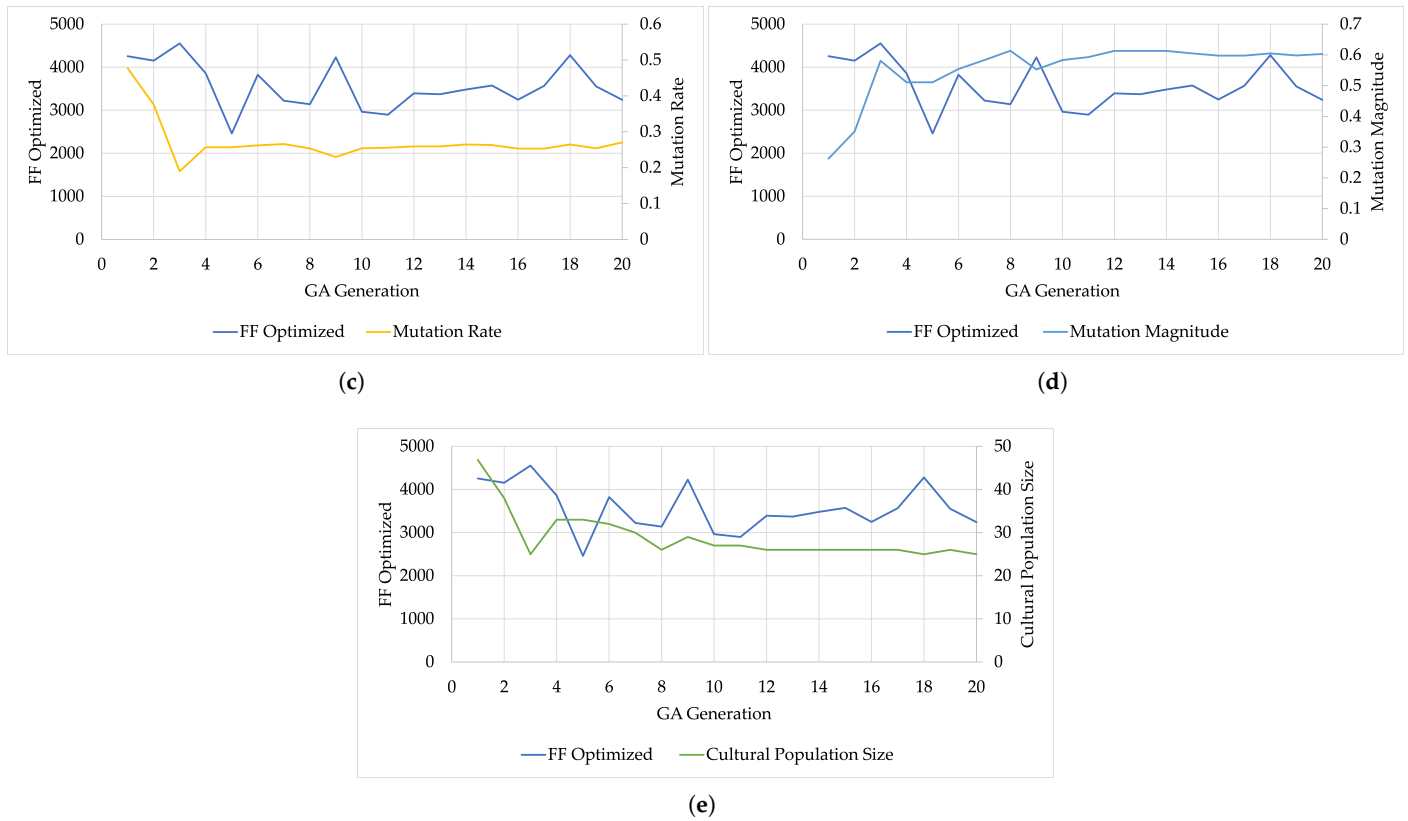 5000
4000
3000
2000
1000
0
FF Optimized
0.6
0.5
0.4
0.3
0.2
0.1
0
Mutation Rate
0 2 4 6 8 10 12 14 16 18 20
GA Generation
FF Optimized Mutation Rate
(c)
5000
4000
3000
2000
1000
0
FF Optimized
0.7
0.6
0.5
0.4
0.3
0.2
0.1
0
Mutation Magnitude
0 2 4 6 8 10 12 14 16 18 20
GA Generation
FF Optimized Mutation Magnitude
(d)
5000
4000
3000
2000
1000
0
FF Optimized
50
40
30
20
10
0
Cultural Population Size
0 2 4 6 8 10 12 14 16 18 20
GA Generation
FF Optimized Cultural Population Size
(e)